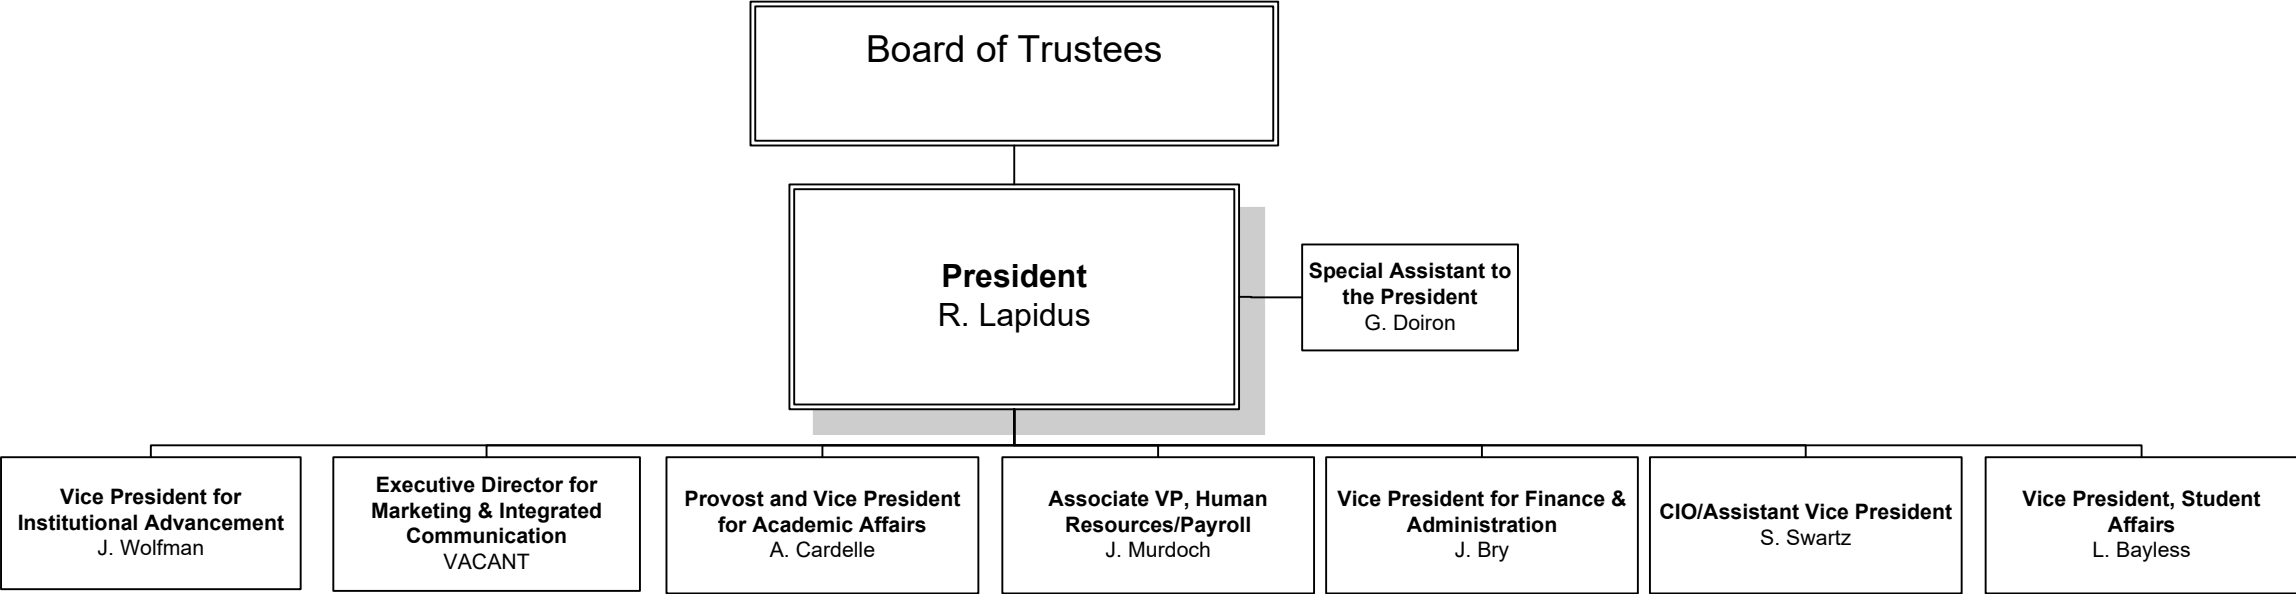 Board of Trustees
President
R. Lapidus
Special Assistant to
the President
G. Doiron
Vice President for
Institutional Advancement
J. Wolfman
Executive Director for
Marketing & Integrated
Communication
VACANT
Provost and Vice President
for Academic Affairs
A. Cardelle
Associate VP, Human
Resources/Payroll
J. Murdoch
Vice President for Finance &
Administration
J. Bry
CIO/Assistant Vice President
S. Swartz
Vice President, Student
Affairs
L. Bayless